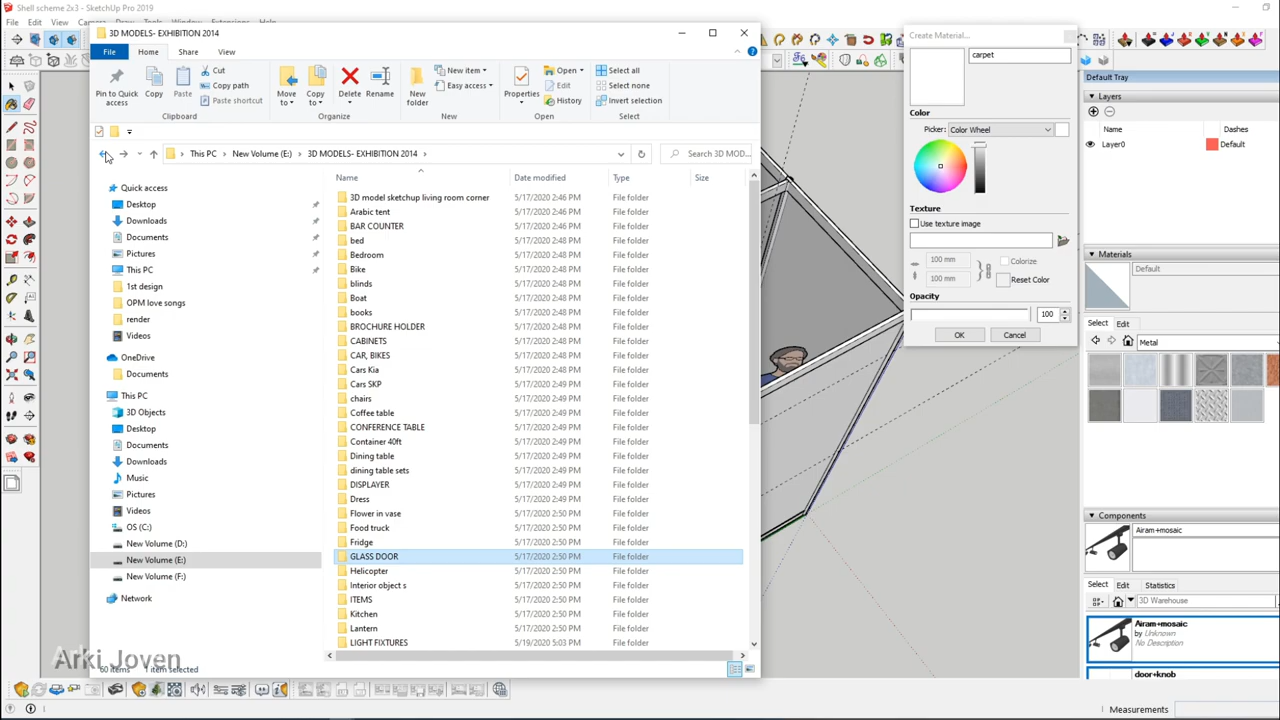 Shell scheme 2x3 - SketchUp Pro 2019
File Edit View Camera Extensions Help
3D MODELS- EXHIBITION 2014
File Home Share View
Pin to Quick access
Copy
Paste
Cut
Copy path
Paste shortcut
Move to
Copy to
Delete
Rename
New folder
New item
Easy access
Properties
Open
Edit
History
Select all
Select none
Invert selection
Clipboard
Organize
New
Open
Select
This PC
New Volume (E:)
3D MODELS- EXHIBITION 2014
Search 3D MOD...
Name Date modified Type Size
Quick access
Desktop
Downloads
Documents
Pictures
This PC
1st design
OPM love songs
render
Videos
OneDrive
Documents
This PC
3D Objects
Desktop
Documents
Downloads
Music
Pictures
Videos
OS (C:)
New Volume (D:)
New Volume (E:)
New Volume (F:)
Network
3D model sketchup living room corner 5/17/2020 2:46 PM File folder
Arabic tent 5/17/2020 2:46 PM File folder
BAR COUNTER 5/17/2020 2:46 PM File folder
bed 5/17/2020 2:48 PM File folder
Bedroom 5/17/2020 2:48 PM File folder
Bike 5/17/2020 2:48 PM File folder
blinds 5/17/2020 2:48 PM File folder
Boat 5/17/2020 2:48 PM File folder
books 5/17/2020 2:48 PM File folder
BROCHURE HOLDER 5/17/2020 2:48 PM File folder
CABINETS 5/17/2020 2:48 PM File folder
CAR, BIKES 5/17/2020 2:48 PM File folder
Cars Kia 5/17/2020 2:48 PM File folder
Cars SKP 5/17/2020 2:49 PM File folder
chairs 5/17/2020 2:49 PM File folder
Coffee table 5/17/2020 2:49 PM File folder
CONFERENCE TABLE 5/17/2020 2:49 PM File folder
Container 40ft 5/17/2020 2:49 PM File folder
Dining table 5/17/2020 2:49 PM File folder
dining table sets 5/17/2020 2:49 PM File folder
DISPLAYER 5/17/2020 2:49 PM File folder
Dress 5/17/2020 2:49 PM File folder
Flower in vase 5/17/2020 2:50 PM File folder
Food truck 5/17/2020 2:50 PM File folder
Fridge 5/17/2020 2:50 PM File folder
GLASS DOOR 5/17/2020 2:50 PM File folder
Helicopter 5/17/2020 2:50 PM File folder
Interior object s 5/17/2020 2:50 PM File folder
ITEMS 5/17/2020 2:50 PM File folder
Kitchen 5/17/2020 2:50 PM File folder
Lantern 5/17/2020 2:50 PM File folder
LIGHT FIXTURES 5/19/2020 5:03 PM File folder
60 items 1 item selected
Arki Joven
Create Material...
carpet
Color
Picker: Color Wheel
Texture
Use texture image
100 mm
Colorize
100 mm
Reset Color
Opacity
100
OK Cancel
Default Tray
Layers
Name Dashes
Layer0 Default
Materials
Default
Select Edit
Metal
Components
Airam+mosaic
Select Edit Statistics
3D Warehouse
Airam+mosaic
by Unknown
No Description
door+knob
Measurements